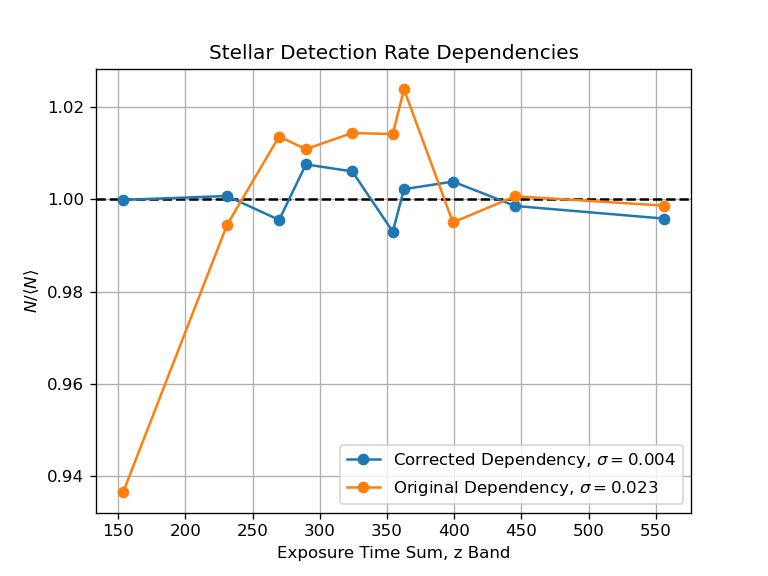 Stellar Detection Rate Dependencies
N/⟨N⟩
1.02
1.00
0.98
0.96
0.94
Corrected Dependency, σ = 0.004
Original Dependency, σ = 0.023
150 200 250 300 350 400 450 500 550
Exposure Time Sum, z Band